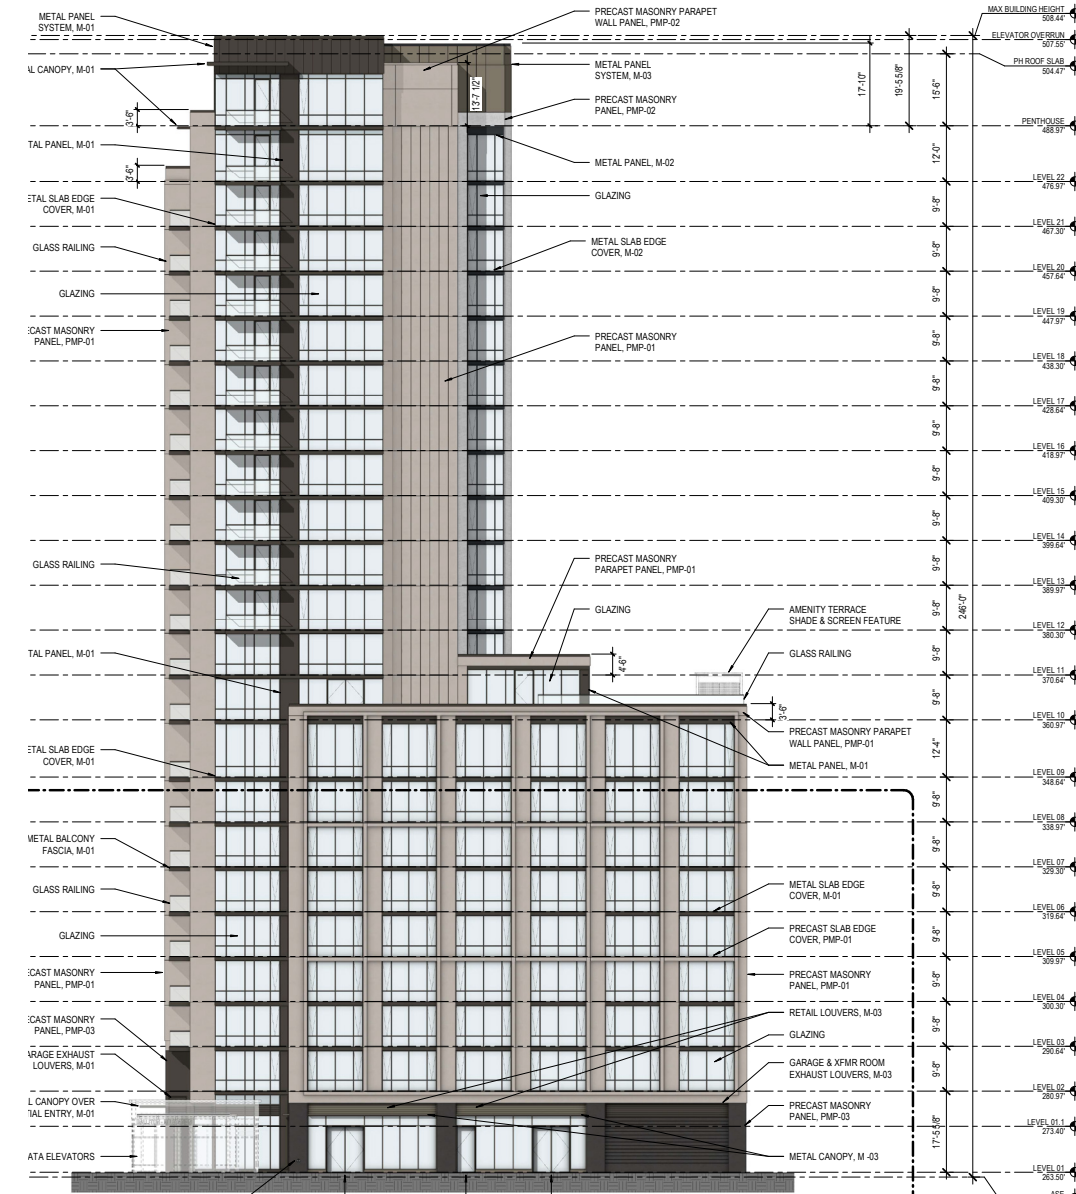 METAL PANEL
SYSTEM, M-01
AL CANOPY, M-01
TAL PANEL, M-01
ETAL SLAB EDGE
COVER, M-01
GLASS RAILING
GLAZING
ECAST MASONRY
PANEL, PMP-01
GLASS RAILING
TAL PANEL, M-01
ETAL SLAB EDGE
COVER, M-01
METAL BALCONY
FASCIA, M-01
GLASS RAILING
GLAZING
ECAST MASONRY
PANEL, PMP-01
ECAST MASONRY
PANEL, PMP-03
ARAGE EXHAUST
LOUVERS, M-01
L CANOPY OVER
TIAL ENTRY, M-01
ATA ELEVATORS
3'-6"
3'-6"
PRECAST MASONRY PARAPET
WALL PANEL, PMP-02
METAL PANEL
SYSTEM, M-03
PRECAST MASONRY
PANEL, PMP-02
METAL PANEL, M-02
GLAZING
METAL SLAB EDGE
COVER, M-02
PRECAST MASONRY
PANEL, PMP-01
PRECAST MASONRY
PARAPET PANEL, PMP-01
GLAZING
13'-7 1/2"
4'-6"
3'-6"
AMENITY TERRACE
SHADE & SCREEN FEATURE
GLASS RAILING
PRECAST MASONRY PARAPET
WALL PANEL, PMP-01
METAL PANEL, M-01
METAL SLAB EDGE
COVER, M-01
PRECAST SLAB EDGE
COVER, PMP-01
PRECAST MASONRY
PANEL, PMP-01
RETAIL LOUVERS, M-03
GLAZING
GARAGE & XFMR ROOM
EXHAUST LOUVERS, M-03
PRECAST MASONRY
PANEL, PMP-03
METAL CANOPY, M -03
17'-10"
19'-5 5/8"
15'-6"
12'-0"
9'-8"
9'-8"
9'-8"
9'-8"
9'-8"
9'-8"
9'-8"
9'-8"
9'-8"
9'-8"
9'-8"
9'-8"
12'-4"
9'-8"
9'-8"
9'-8"
9'-8"
9'-8"
9'-8"
9'-8"
17'-5 5/8"
246'-0"
MAX BUILDING HEIGHT
508.44'
ELEVATOR OVERRUN
507.55'
PH ROOF SLAB
504.47'
PENTHOUSE
488.97'
LEVEL 22
476.97'
LEVEL 21
467.30'
LEVEL 20
457.64'
LEVEL 19
447.97'
LEVEL 18
438.30'
LEVEL 17
428.64'
LEVEL 16
418.97'
LEVEL 15
409.30'
LEVEL 14
399.64'
LEVEL 13
389.97'
LEVEL 12
380.30'
LEVEL 11
370.64'
LEVEL 10
360.97'
LEVEL 09
348.64'
LEVEL 08
338.97'
LEVEL 07
329.30'
LEVEL 06
319.64'
LEVEL 05
309.97'
LEVEL 04
300.30'
LEVEL 03
290.64'
LEVEL 02
280.97'
LEVEL 01.1
273.40'
LEVEL 01
263.50'